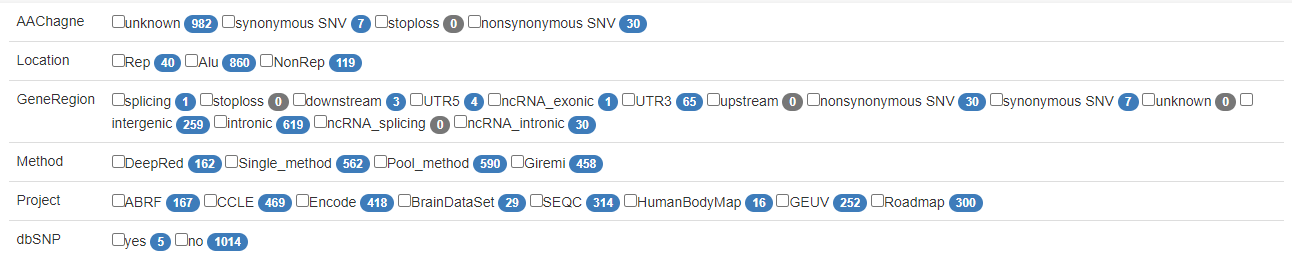 AAChagne unknown 982 synonymous SNV 7 stoploss 0 nonsynonymous SNV 30
Location Rep 40 Alu 860 NonRep 119
GeneRegion splicing 1 stoploss 0 downstream 3 UTR5 4 ncRNA_exonic 1 UTR3 65 upstream 0 nonsynonymous SNV 30 synonymous SNV 7 unknown 0
intergenic 259 intronic 619 ncRNA_splicing 0 ncRNA_intronic 30
Method DeepRed 162 Single_method 562 Pool_method 590 Giremi 458
Project ABRF 167 CCLE 469 Encode 418 BrainDataSet 29 SEQC 314 HumanBodyMap 16 GEUV 252 Roadmap 300
dbSNP yes 5 no 1014